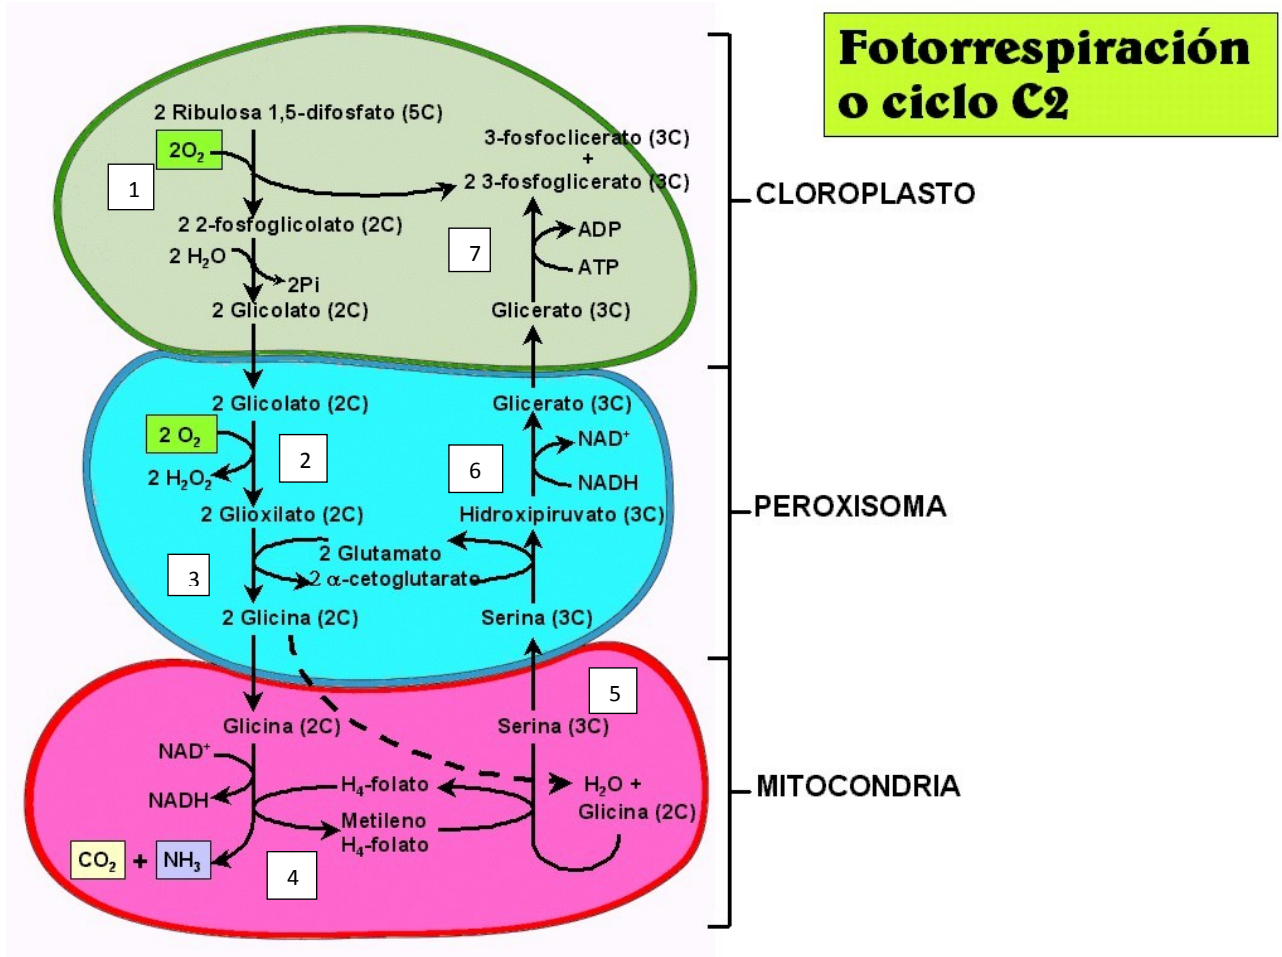 Fotorrespiración
o ciclo C2
2 Ribulosa 1,5-difosfato (5C)
2O₂
1
3-fosfoclicerato (3C)
+
2 3-fosfoglicerato (3C)
2 2-fosfoglicolato (2C)
2 H₂O
2Pi
2 Glicolato (2C)
7
ADP
ATP
Glicerato (3C)
CLOROPLASTO
2 Glicolato (2C)
2 O₂
2 H₂O₂
2
2 Glioxilato (2C)
Glicerato (3C)
6
NAD⁺
NADH
Hidroxipiruvato (3C)
3
2 Glutamato
2 α-cetoglutarato
2 Glicina (2C)
Serina (3C)
PEROXISOMA
5
Glicina (2C)
Serina (3C)
NAD⁺
NADH
H₄-folato
Metileno
H₄-folato
H₂O +
Glicina (2C)
CO₂ + NH₃
4
MITOCONDRIA